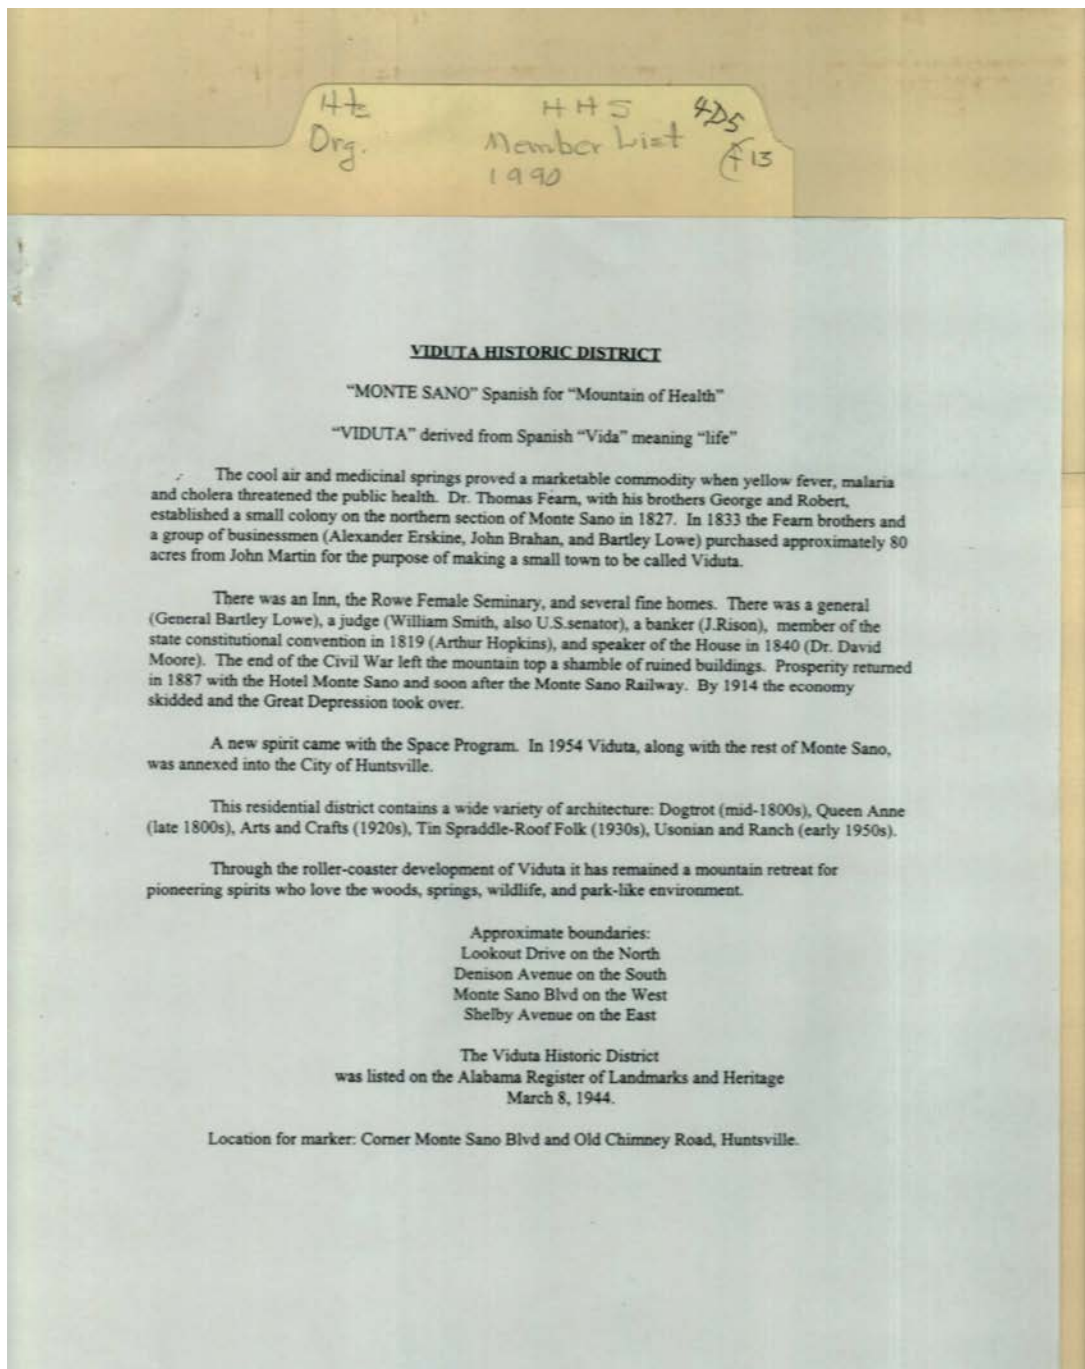 Hts HHS 4D5
Org. Member List f 13
1990
VIDUTA HISTORIC DISTRICT
"MONTE SANO" Spanish for "Mountain of Health"
"VIDUTA" derived from Spanish "Vida" meaning "life"
The cool air and medicinal springs proved a marketable commodity when yellow fever, malaria
and cholera threatened the public health. Dr. Thomas Fearn, with his brothers George and Robert,
established a small colony on the northern section of Monte Sano in 1827. In 1833 the Fearn brothers and
a group of businessmen (Alexander Erskine, John Brahan, and Bartley Lowe) purchased approximately 80
acres from John Martin for the purpose of making a small town to be called Viduta.
There was an Inn, the Rowe Female Seminary, and several fine homes. There was a general
(General Bartley Lowe), a judge (William Smith, also U.S.senator), a banker (J.Rison), member of the
state constitutional convention in 1819 (Arthur Hopkins), and speaker of the House in 1840 (Dr. David
Moore). The end of the Civil War left the mountain top a shamble of ruined buildings. Prosperity returned
in 1887 with the Hotel Monte Sano and soon after the Monte Sano Railway. By 1914 the economy
skidded and the Great Depression took over.
A new spirit came with the Space Program. In 1954 Viduta, along with the rest of Monte Sano,
was annexed into the City of Huntsville.
This residential district contains a wide variety of architecture: Dogtrot (mid-1800s), Queen Anne
(late 1800s), Arts and Crafts (1920s), Tin Spraddle-Roof Folk (1930s), Usonian and Ranch (early 1950s).
Through the roller-coaster development of Viduta it has remained a mountain retreat for
pioneering spirits who love the woods, springs, wildlife, and park-like environment.
Approximate boundaries:
Lookout Drive on the North
Denison Avenue on the South
Monte Sano Blvd on the West
Shelby Avenue on the East
The Viduta Historic District
was listed on the Alabama Register of Landmarks and Heritage
March 8, 1944.
Location for marker: Corner Monte Sano Blvd and Old Chimney Road, Huntsville.